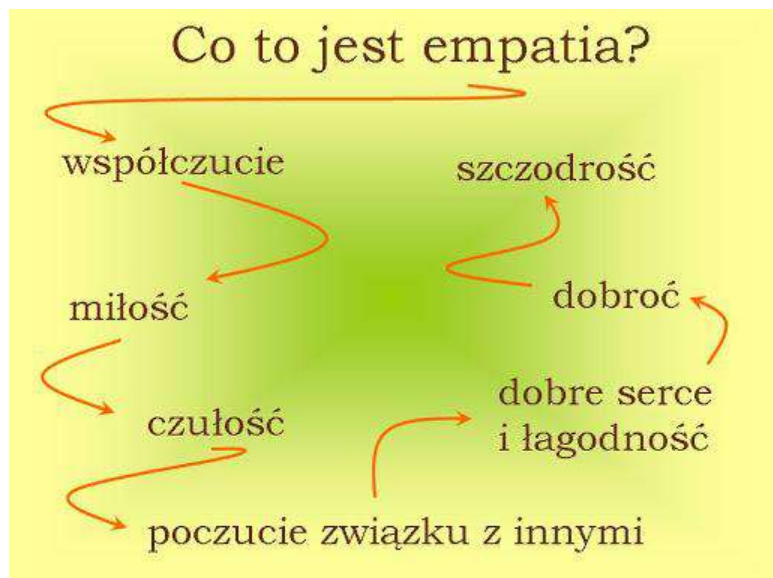 Co to jest empatia?
współczucie
miłość
czułość
poczucie związku z innymi
dobre serce
i łagodność
dobroć
szczodrość